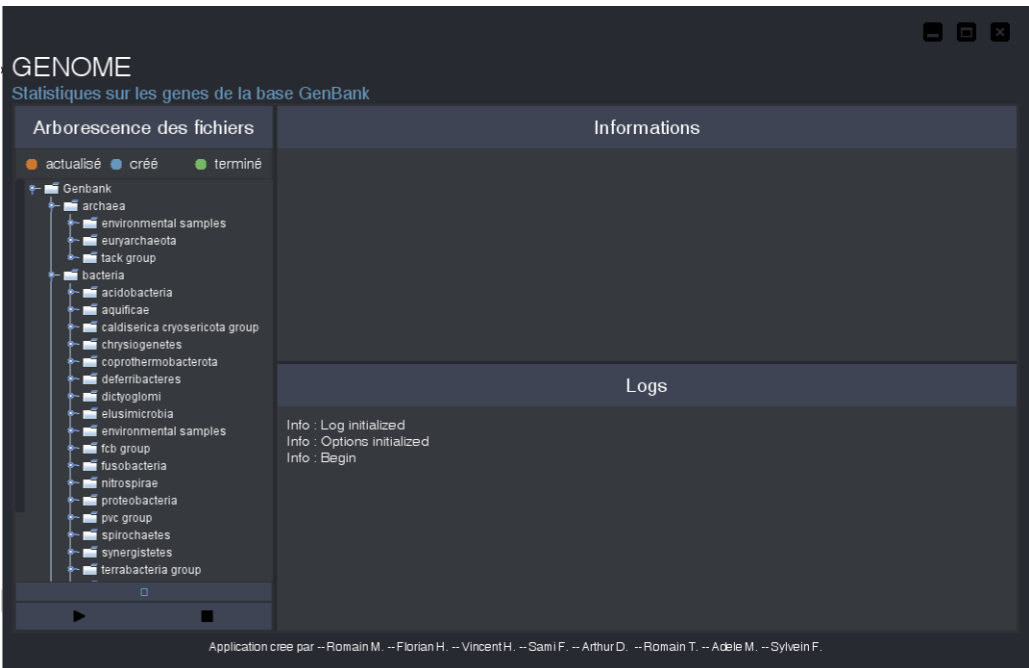 GENOME
Statistiques sur les genes de la base GenBank
Arborescence des fichiers
actualisé créé terminé
Genbank
archaea
environmental samples
euryarchaeota
tack group
bacteria
acidobacteria
aquificae
caldiserica cryosericota group
chrysiogenetes
coprothermobacterota
deferribacteres
dictyoglomi
elusimicrobia
environmental samples
fcb group
fusobacteria
nitrospirae
proteobacteria
pvc group
spirochaetes
synergistetes
terrabacteria group
Informations
Logs
Info : Log initialized
Info : Options initialized
Info : Begin
Application cree par -- Romain M. -- Florian H. -- Vincent H. -- Sami F. -- Arthur D. -- Romain T. -- Adele M. -- Sylvein F.